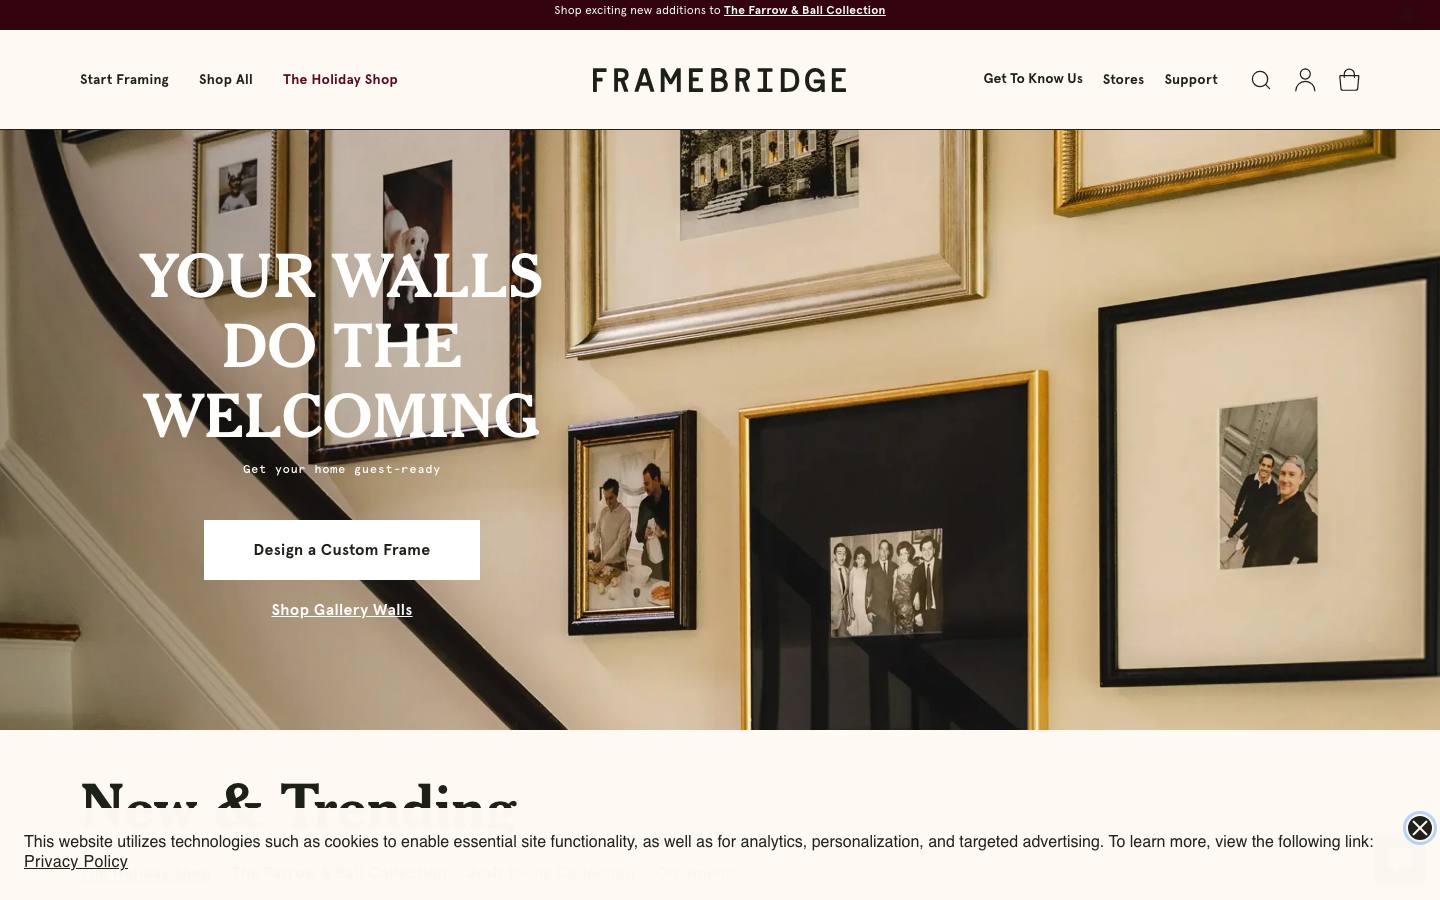 Shop exciting new additions to The Farrow & Ball Collection
Start Framing
Shop All
The Holiday Shop
FRAMEBRIDGE
Get To Know Us
Stores
Support
YOUR WALLS
DO THE
WELCOMING
Get your home guest-ready
Design a Custom Frame
Shop Gallery Walls
New & Trending
This website utilizes technologies such as cookies to enable essential site functionality, as well as for analytics, personalization, and targeted advertising. To learn more, view the following link:
Privacy Policy